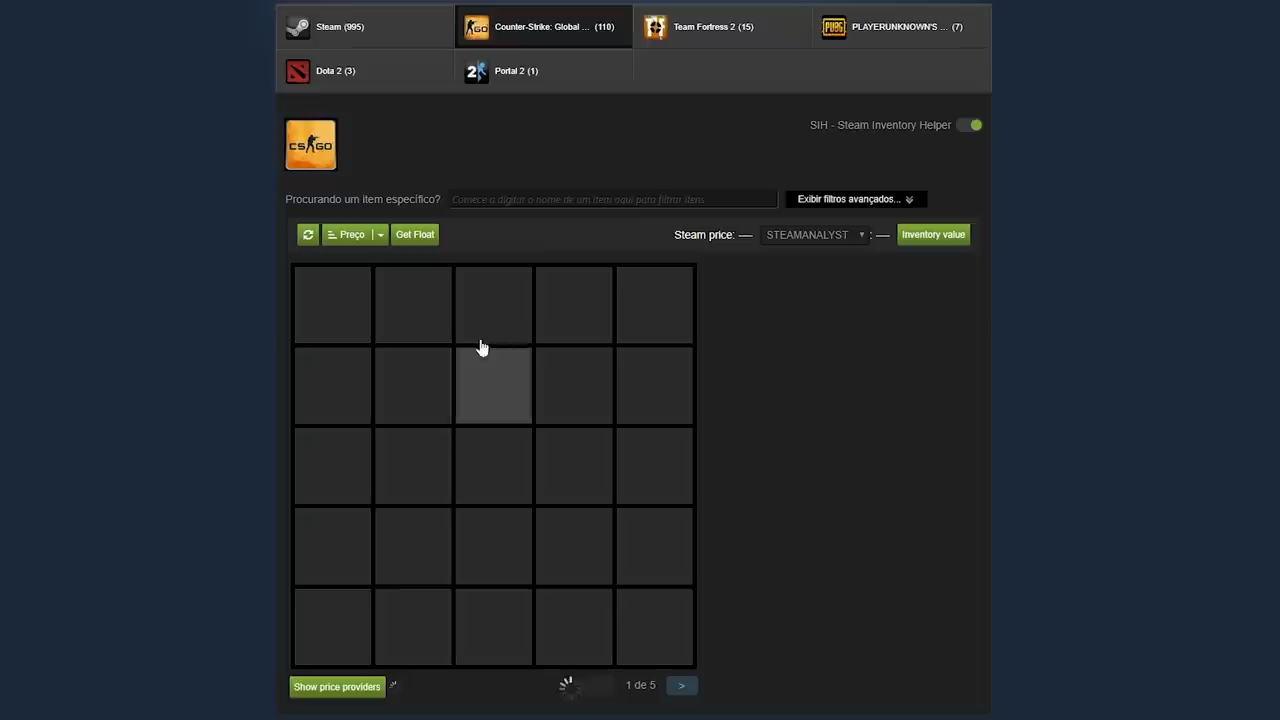 Steam (995)
Counter-Strike: Global ... (110)
Team Fortress 2 (15)
PUBG
PLAYERUNKNOWN'S ... (7)
Dota 2 (3)
2
Portal 2 (1)
CS GO
SIH - Steam Inventory Helper
Procurando um item específico?
Comece a digitar o nome de um item aqui para filtrar itens
Exibir filtros avançados...
Preço
Get Float
Steam price: —
STEAMANALYST
: —
Inventory value
Show price providers
1 de 5
>